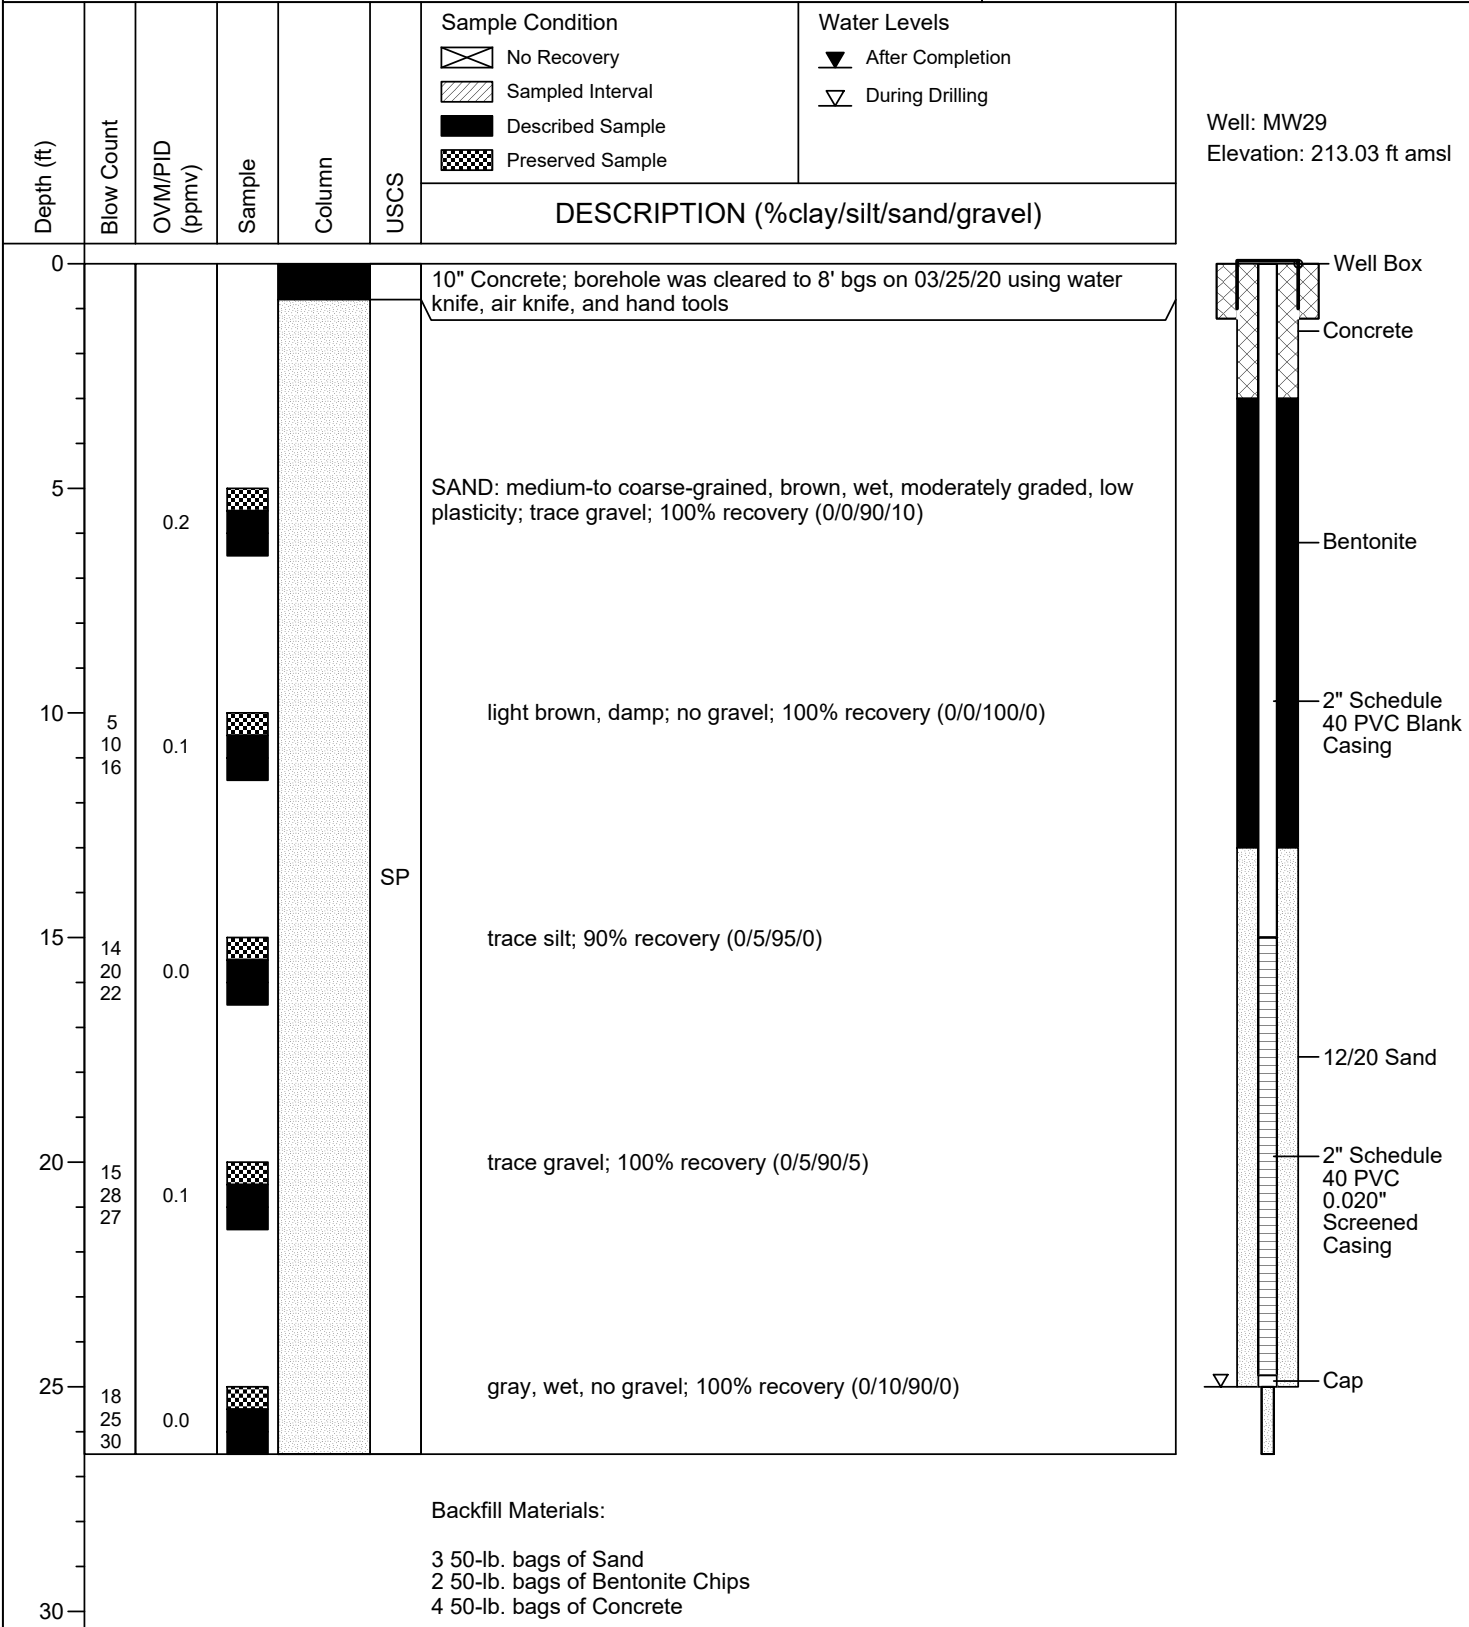 Sample Condition
No Recovery
Sampled Interval
Described Sample
Preserved Sample
Water Levels
After Completion
During Drilling
Well: MW29
Elevation: 213.03 ft amsl
Depth (ft)
Blow Count
OVM/PID
(ppmv)
Sample
Column
USCS
DESCRIPTION (%clay/silt/sand/gravel)
0
10" Concrete; borehole was cleared to 8' bgs on 03/25/20 using water
knife, air knife, and hand tools
Well Box
Concrete
5
0.2
SAND: medium-to coarse-grained, brown, wet, moderately graded, low
plasticity; trace gravel; 100% recovery (0/0/90/10)
Bentonite
10
5
10
16
0.1
light brown, damp; no gravel; 100% recovery (0/0/100/0)
2" Schedule
40 PVC Blank
Casing
SP
15
14
20
22
0.0
trace silt; 90% recovery (0/5/95/0)
12/20 Sand
20
15
28
27
0.1
trace gravel; 100% recovery (0/5/90/5)
2" Schedule
40 PVC
0.020"
Screened
Casing
25
18
25
30
0.0
gray, wet, no gravel; 100% recovery (0/10/90/0)
Cap
Backfill Materials:
3 50-lb. bags of Sand
2 50-lb. bags of Bentonite Chips
4 50-lb. bags of Concrete
30